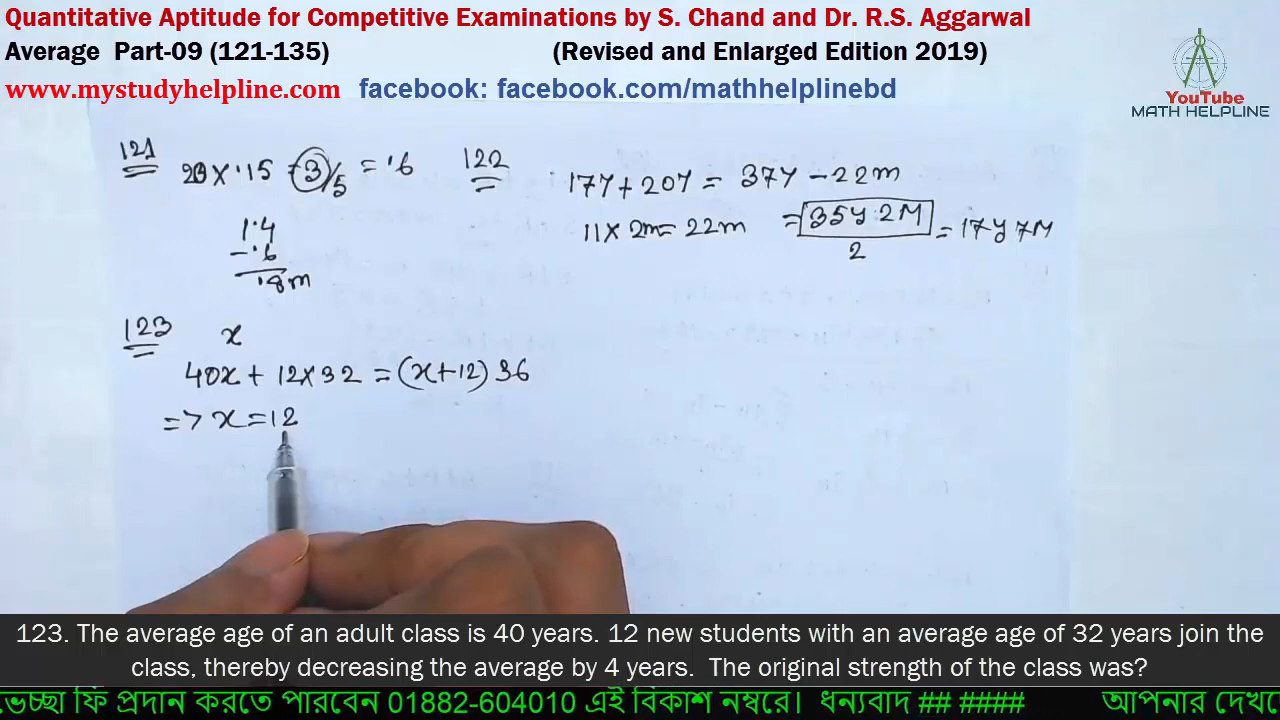 Quantitative Aptitude for Competitive Examinations by S. Chand and Dr. R.S. Aggarwal
Average Part-09 (121-135) (Revised and Enlarged Edition 2019)
www.mystudyhelpline.com facebook: facebook.com/mathhelplinebd
YouTube
MATH HELPLINE
121
× .15 - 3/5 = .6
1.4
- .6
.8m
122
17Y + 20Y = 37Y - 22m
11 × 2m = 22m = 35y 2M = 17y 7M
2
123
x
40x + 12×32 = (x+12) 36
=> x = 12
123. The average age of an adult class is 40 years. 12 new students with an average age of 32 years join the
class, thereby decreasing the average by 4 years. The original strength of the class was?
ভেচ্ছা ফি প্রদান করতে পারবেন 01882-604010 এই বিকাশ নম্বরে। ধন্যবাদ ## #### আপনার দেখে